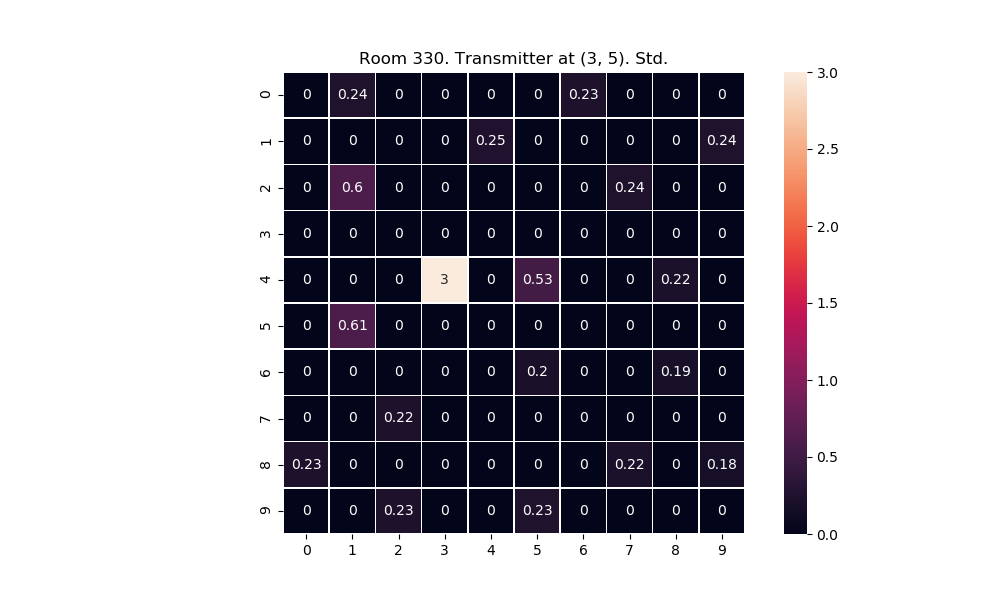 Room 330. Transmitter at (3, 5). Std.
0 0 0.24 0 0 0 0 0.23 0 0 0
1 0 0 0 0 0.25 0 0 0 0 0.24
2 0 0.6 0 0 0 0 0 0.24 0 0
3 0 0 0 0 0 0 0 0 0 0
4 0 0 0 3 0 0.53 0 0 0.22 0
5 0 0.61 0 0 0 0 0 0 0 0
6 0 0 0 0 0 0.2 0 0 0.19 0
7 0 0 0.22 0 0 0 0 0 0 0
8 0.23 0 0 0 0 0 0 0.22 0 0.18
9 0 0 0.23 0 0 0.23 0 0 0 0
0 1 2 3 4 5 6 7 8 9
3.0
2.5
2.0
1.5
1.0
0.5
0.0